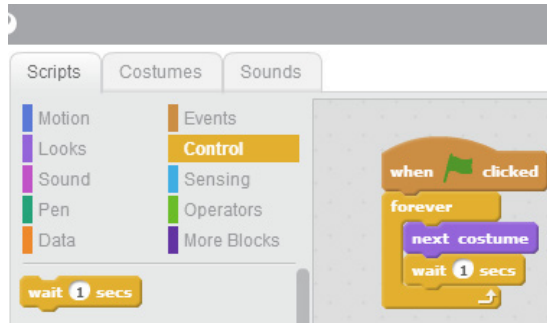 Scripts Costumes Sounds
Motion Events
Looks Control
Sound Sensing
Pen Operators
Data More Blocks
wait 1 secs
when clicked
forever
next costume
wait 1 secs